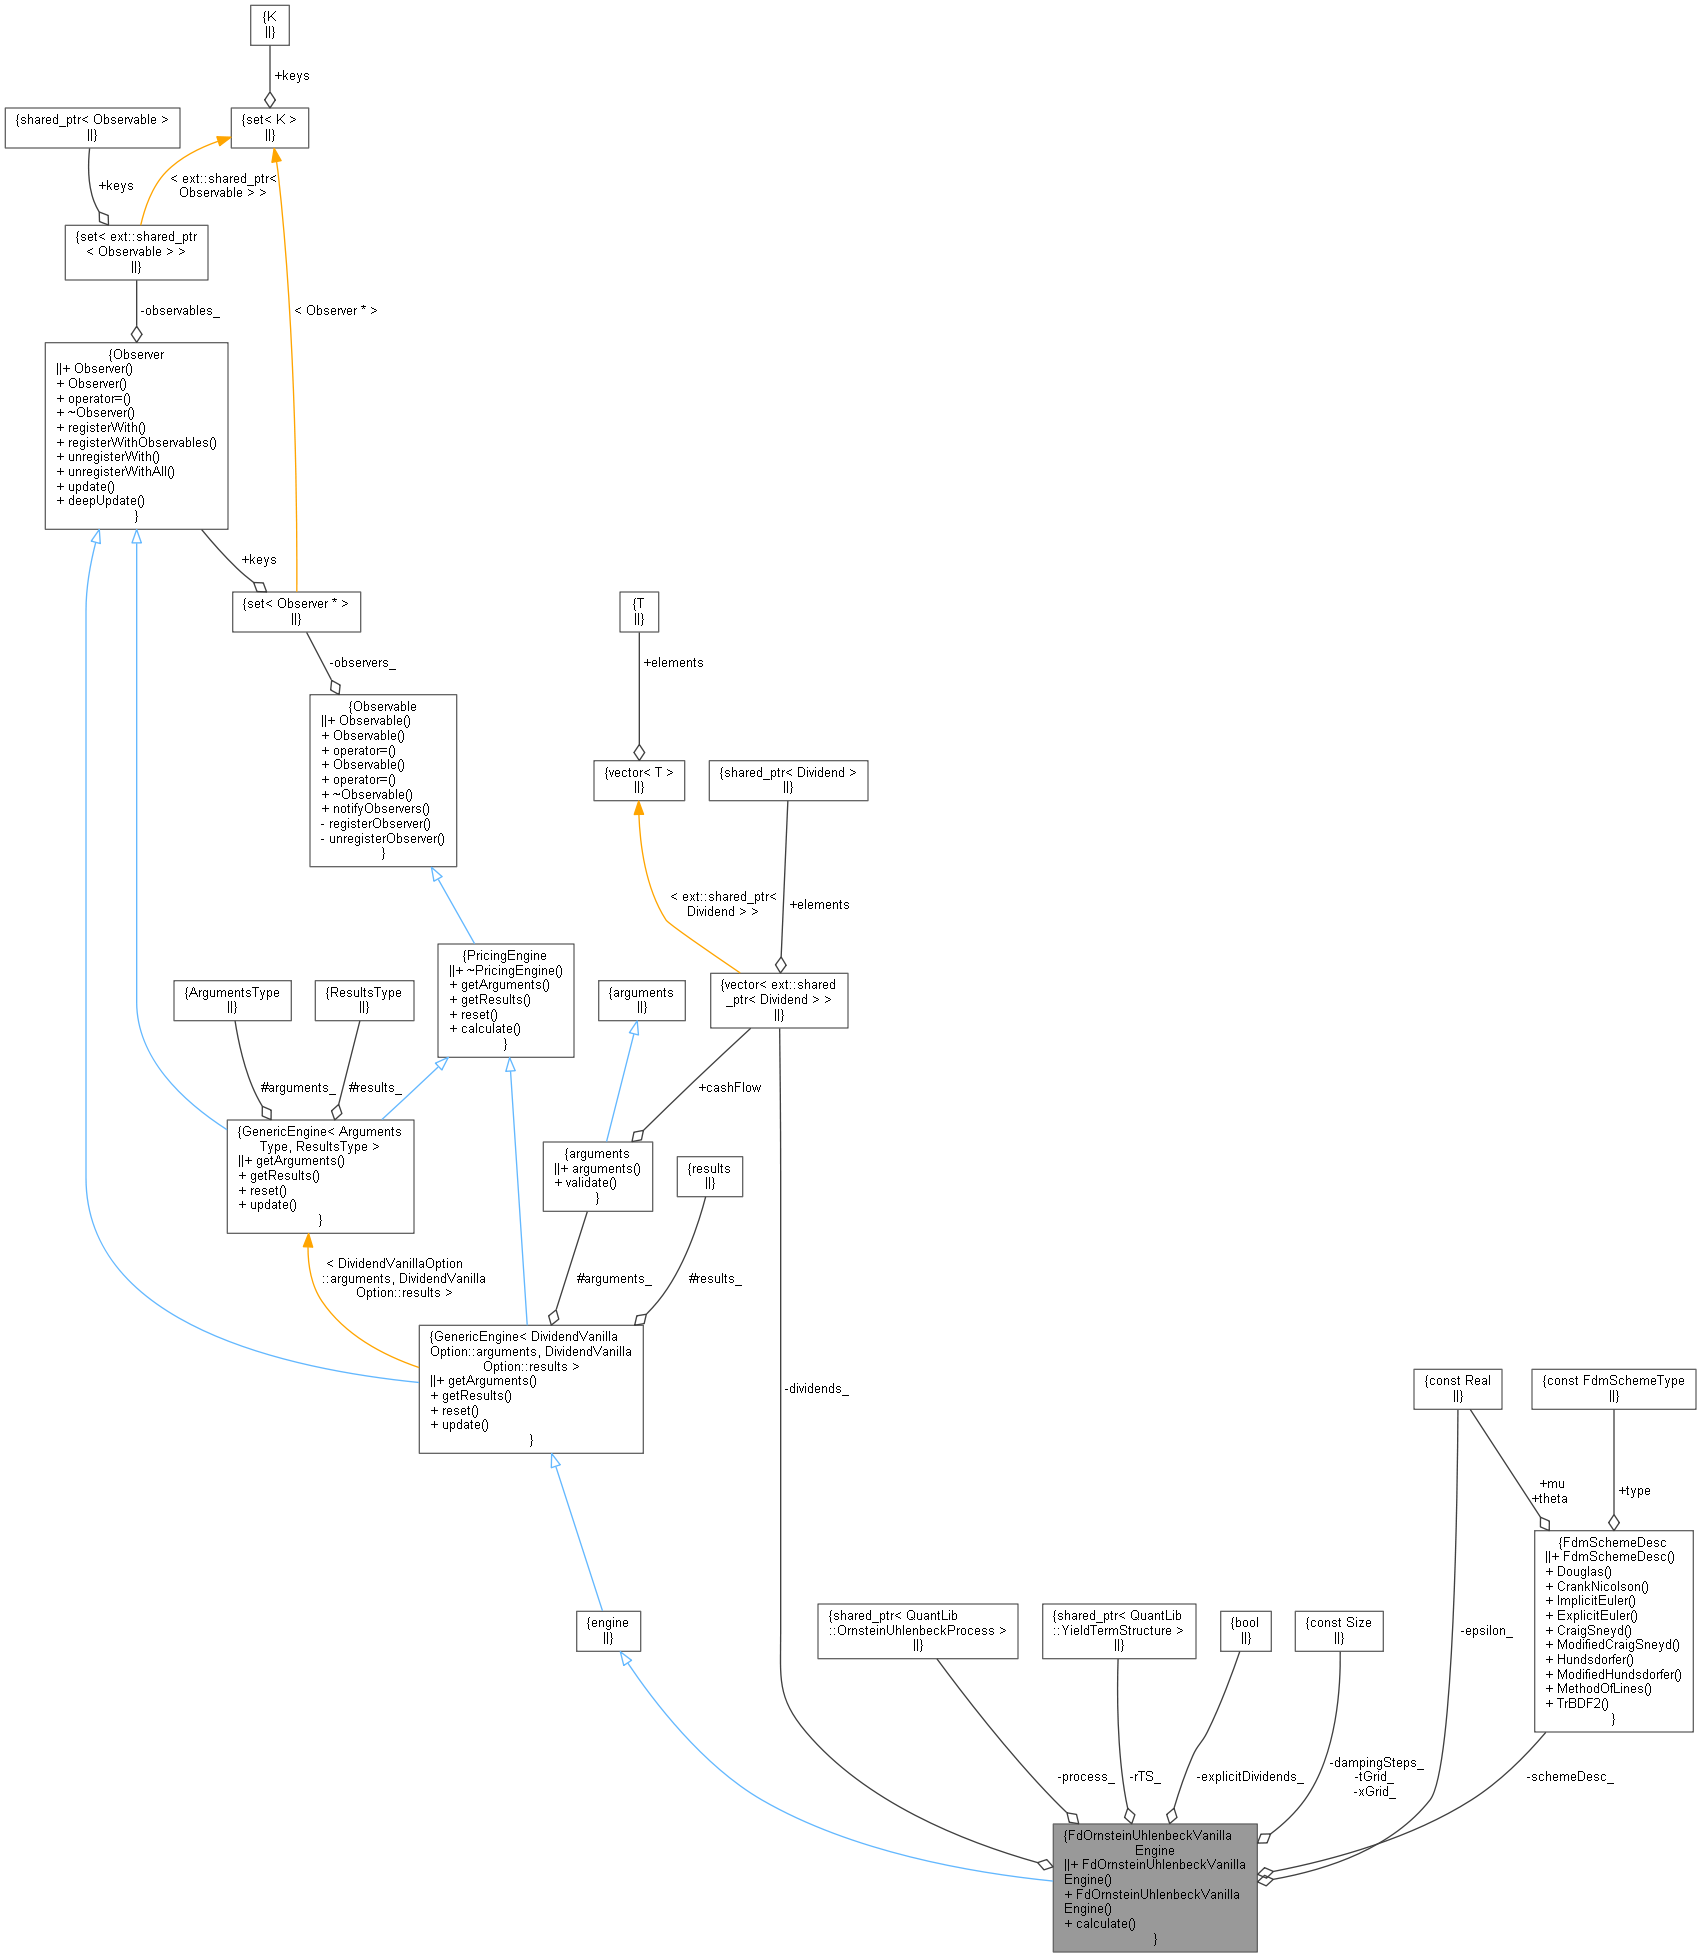 {K
||}
+keys
{shared_ptr< Observable >
||}
{set< K >
||}
+keys
< ext::shared_ptr<
Observable > >
{set< ext::shared_ptr
< Observable > >
||}
-observables_
< Observer * >
{Observer
||+ Observer()
+ Observer()
+ operator=()
+ ~Observer()
+ registerWith()
+ registerWithObservables()
+ unregisterWith()
+ unregisterWithAll()
+ update()
+ deepUpdate()
}
+keys
{set< Observer * >
||}
{T
||}
-observers_
+elements
{Observable
||+ Observable()
+ Observable()
+ operator=()
+ Observable()
+ operator=()
+ ~Observable()
+ notifyObservers()
- registerObserver()
- unregisterObserver()
}
{vector< T >
||}
{shared_ptr< Dividend >
||}
< ext::shared_ptr<
Dividend > >
+elements
{PricingEngine
||+ ~PricingEngine()
+ getArguments()
+ getResults()
+ reset()
+ calculate()
}
{ArgumentsType
||}
{ResultsType
||}
{arguments
||}
{vector< ext::shared
_ptr< Dividend > >
||}
#arguments_
#results_
+cashFlow
{GenericEngine< Arguments
Type, ResultsType >
||+ getArguments()
+ getResults()
+ reset()
+ update()
}
{arguments
||+ arguments()
+ validate()
}
{results
||}
< DividendVanillaOption
::arguments, DividendVanilla
Option::results >
#arguments_
#results_
{GenericEngine< DividendVanilla
Option::arguments, DividendVanilla
Option::results >
||+ getArguments()
+ getResults()
+ reset()
+ update()
}
-dividends_
{const Real
||}
{const FdmSchemeType
||}
+mu
+theta
+type
{FdmSchemeDesc
||+ FdmSchemeDesc()
+ Douglas()
+ CrankNicolson()
+ ImplicitEuler()
+ ExplicitEuler()
+ CraigSneyd()
+ ModifiedCraigSneyd()
+ Hundsdorfer()
+ ModifiedHundsdorfer()
+ MethodOfLines()
+ TrBDF2()
}
{engine
||}
{shared_ptr< QuantLib
::OrnsteinUhlenbeckProcess >
||}
{shared_ptr< QuantLib
::YieldTermStructure >
||}
{bool
||}
{const Size
||}
-epsilon_
-process_
-rTS_
-explicitDividends_
-dampingSteps_
-tGrid_
-xGrid_
-schemeDesc_
{FdOrnsteinUhlenbeckVanilla
Engine
||+ FdOrnsteinUhlenbeckVanilla
Engine()
+ FdOrnsteinUhlenbeckVanilla
Engine()
+ calculate()
}